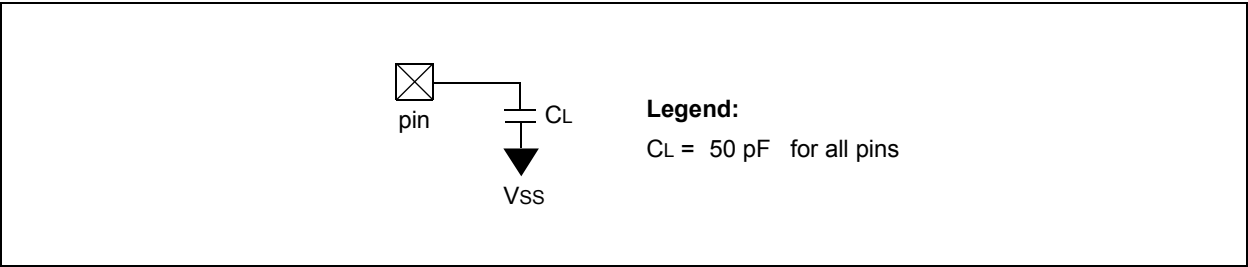 pin
CL
VSS
Legend:
CL = 50 pF for all pins